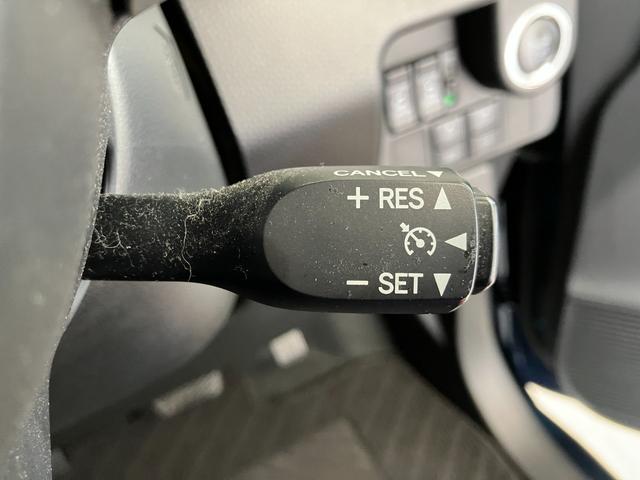 CANCEL▼
+ RES ▲
◀
− SET ▼